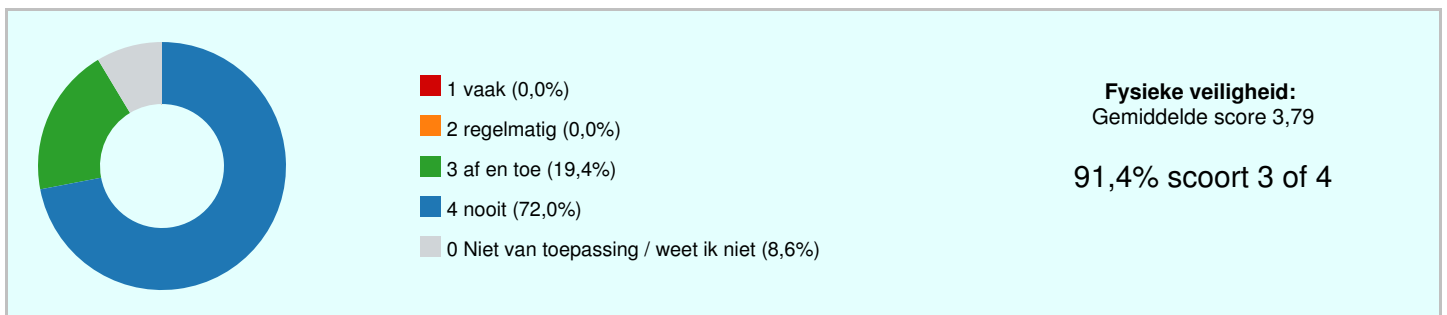 1 vaak (0,0%)
2 regelmatig (0,0%)
3 af en toe (19,4%)
4 nooit (72,0%)
0 Niet van toepassing / weet ik niet (8,6%)
Fysieke veiligheid:
Gemiddelde score 3,79
91,4% scoort 3 of 4